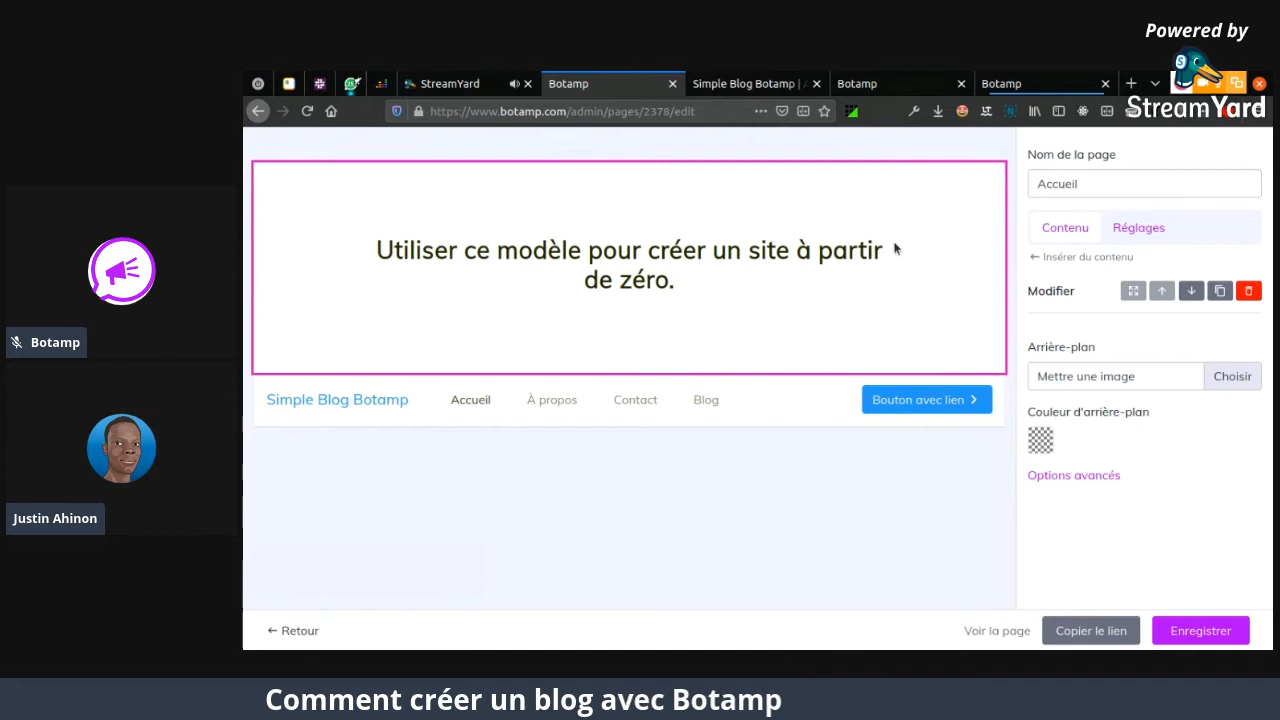 Powered by
StreamYard
StreamYard
Botamp
Simple Blog Botamp |
Botamp
Botamp
https://www.botamp.com/admin/pages/2378/edit
Nom de la page
Accueil
Contenu
Réglages
← Insérer du contenu
Modifier
Utiliser ce modèle pour créer un site à partir
de zéro.
Arrière-plan
Mettre une image
Choisir
Couleur d'arrière-plan
Options avancés
Simple Blog Botamp
Accueil
À propos
Contact
Blog
Bouton avec lien
← Retour
Voir la page
Copier le lien
Enregistrer
Botamp
Justin Ahinon
Comment créer un blog avec Botamp